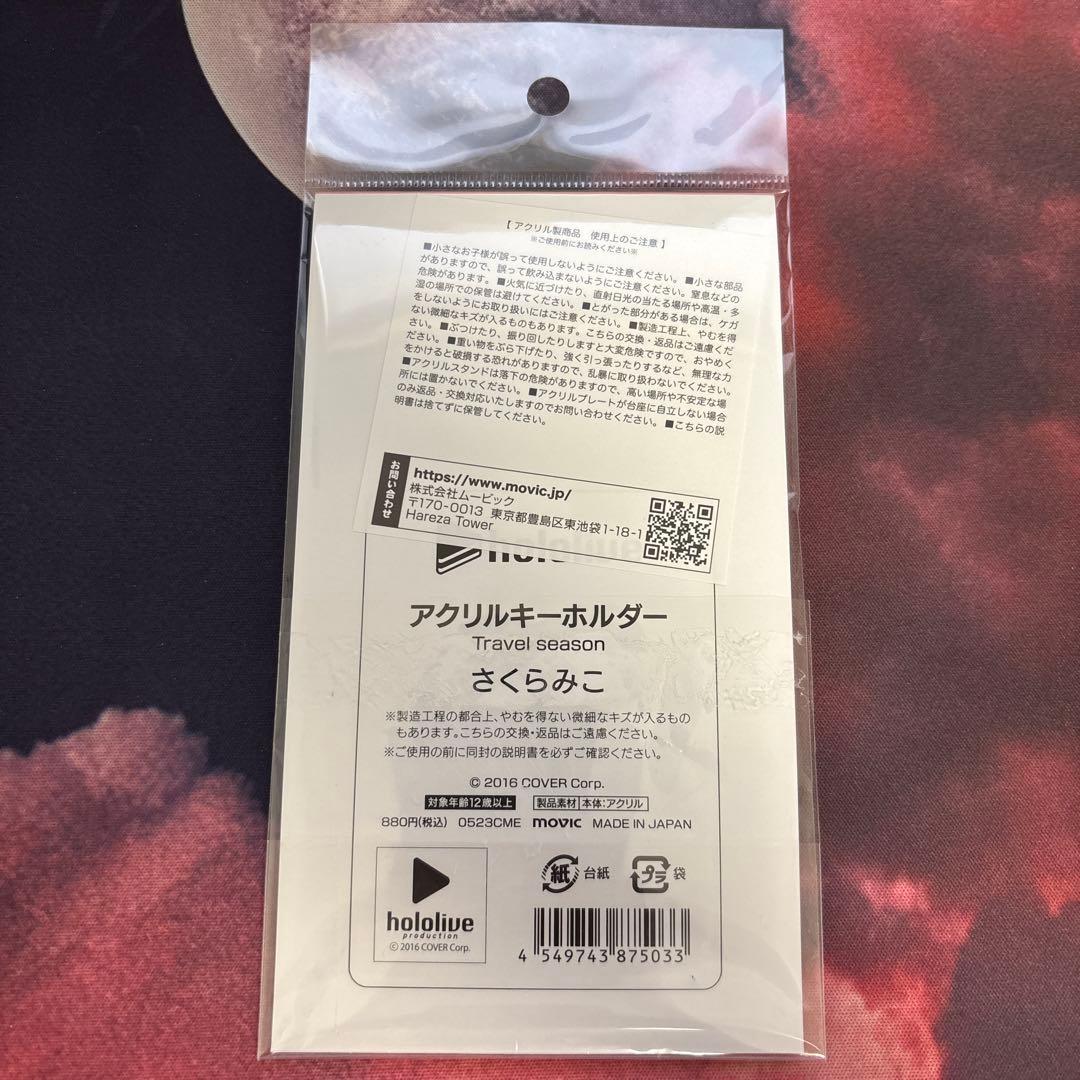 【 アクリル製商品　使用上のご注意 】
※ご使用前にお読みください※
■小さなお子様が誤って使用しないようにご注意ください。 ■小さな部品
がありますので、誤って飲み込まないようにご注意ください。窒息などの
危険があります。 ■火気に近づけたり、直射日光の当たる場所や高温・多
湿の場所での保管は避けてください。 ■とがった部分がある場合は、ケガ
をしないようにお取り扱いにはご注意ください。 ■製造工程上、やむを得
ない微細なキズが入るものもあります。こちらの交換・返品はご遠慮くだ
さい。 ■ぶつけたり、振り回したりしますと大変危険ですので、おやめく
ださい。 ■重い物をぶら下げたり、強く引っ張ったりするなど、無理な力
をかけると破損する恐れがありますので、乱暴に取り扱わないでください。
■アクリルスタンドは落下の危険がありますので、高い場所や不安定な場
所には置かないでください。 ■アクリルプレートが台座に自立しない場合
のみ返品・交換対応いたしますのでお問い合わせください。 ■こちらの説
明書は捨てずに保管してください。
お問い合わせ
https://www.movic.jp/
株式会社ムービック
〒170-0013 東京都豊島区東池袋1-18-1
Hareza Tower
アクリルキーホルダー
Travel season
さくらみこ
※製造工程の都合上、やむを得ない微細なキズが入るもの
もあります。こちらの交換・返品はご遠慮ください。
※ご使用の前に同封の説明書を必ずご確認ください。
© 2016 COVER Corp.
対象年齢12歳以上 製品素材 本体:アクリル
880円(税込) 0523CME movic MADE IN JAPAN
紙 台紙 プラ 袋
hololive
production
© 2016 COVER Corp.
4 549743 875033